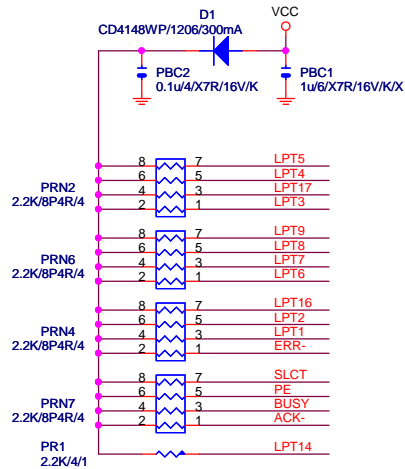 D1
VCC
CD4148WP/1206/300mA
PBC2
0.1u/4/X7R/16V/K
PBC1
1u/6/X7R/16V/K/X
8 7 LPT5
6 5 LPT4
PRN2 4 3 LPT17
2.2K/8P4R/4 2 1 LPT3
8 7 LPT9
6 5 LPT8
PRN6 4 3 LPT7
2.2K/8P4R/4 2 1 LPT6
8 7 LPT16
6 5 LPT2
PRN4 4 3 LPT1
2.2K/8P4R/4 2 1 ERR-
8 7 SLCT
6 5 PE
PRN7 4 3 BUSY
2.2K/8P4R/4 2 1 ACK-
PR1 LPT14
2.2K/4/1